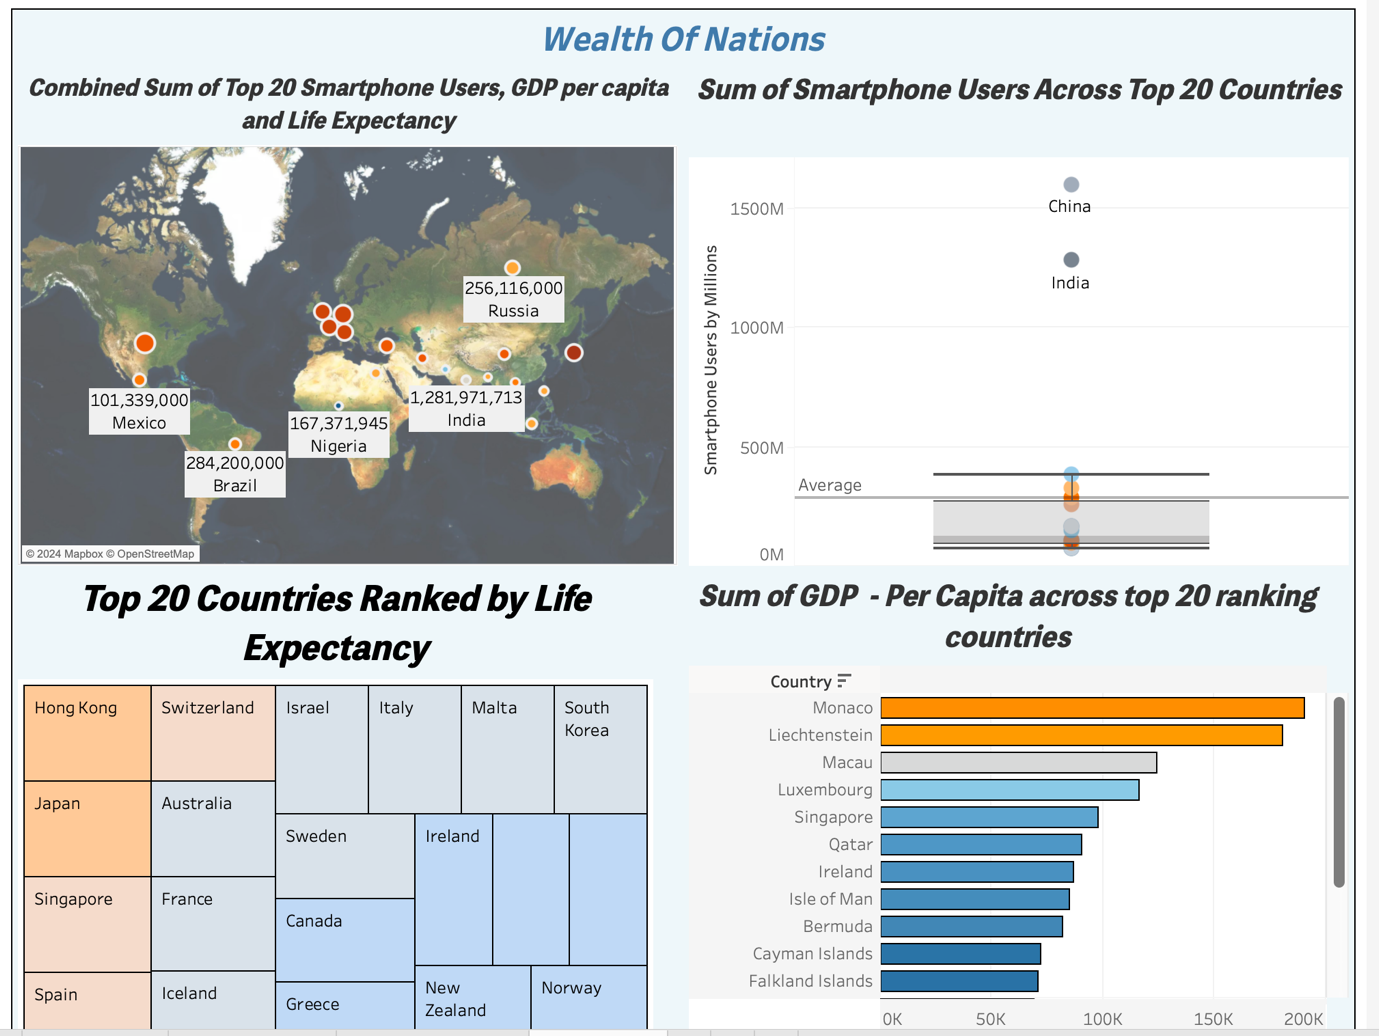 Wealth Of Nations
Combined Sum of Top 20 Smartphone Users, GDP per capita
and Life Expectancy
256,116,000
Russia
101,339,000
Mexico
1,281,971,713
India
167,371,945
Nigeria
284,200,000
Brazil
© 2024 Mapbox © OpenStreetMap
Sum of Smartphone Users Across Top 20 Countries
Smartphone Users by Millions
1500M
1000M
500M
0M
China
India
Average
Top 20 Countries Ranked by Life
Expectancy
Hong Kong
Japan
Singapore
Spain
Switzerland
Australia
France
Iceland
Israel
Italy
Malta
South
Korea
Sweden
Canada
Greece
Ireland
New
Zealand
Norway
Sum of GDP - Per Capita across top 20 ranking
countries
Country
Monaco
Liechtenstein
Macau
Luxembourg
Singapore
Qatar
Ireland
Isle of Man
Bermuda
Cayman Islands
Falkland Islands
0K
50K
100K
150K
200K